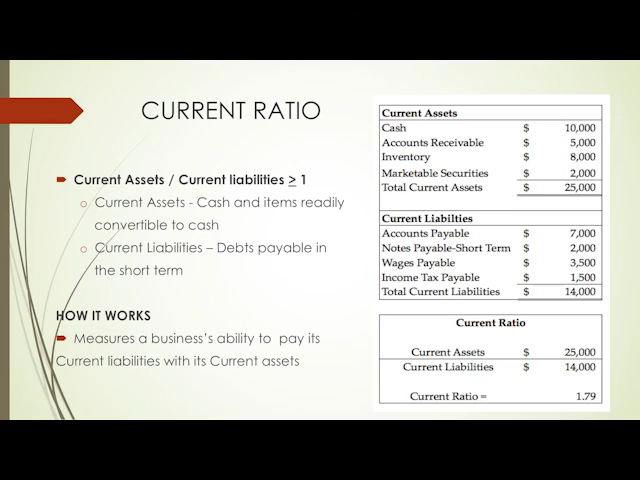 CURRENT RATIO
Current Assets / Current liabilities > 1
Current Assets - Cash and items readily
convertible to cash
Current Liabilities – Debts payable in
the short term
HOW IT WORKS
Measures a business's ability to pay its
Current liabilities with its Current assets
Current Assets
Cash $ 10,000
Accounts Receivable $ 5,000
Inventory $ 8,000
Marketable Securities $ 2,000
Total Current Assets $ 25,000
Current Liabilties
Accounts Payable $ 7,000
Notes Payable-Short Term $ 2,000
Wages Payable $ 3,500
Income Tax Payable $ 1,500
Total Current Liabilities $ 14,000
Current Ratio
Current Assets $ 25,000
Current Liabilities $ 14,000
Current Ratio = 1.79